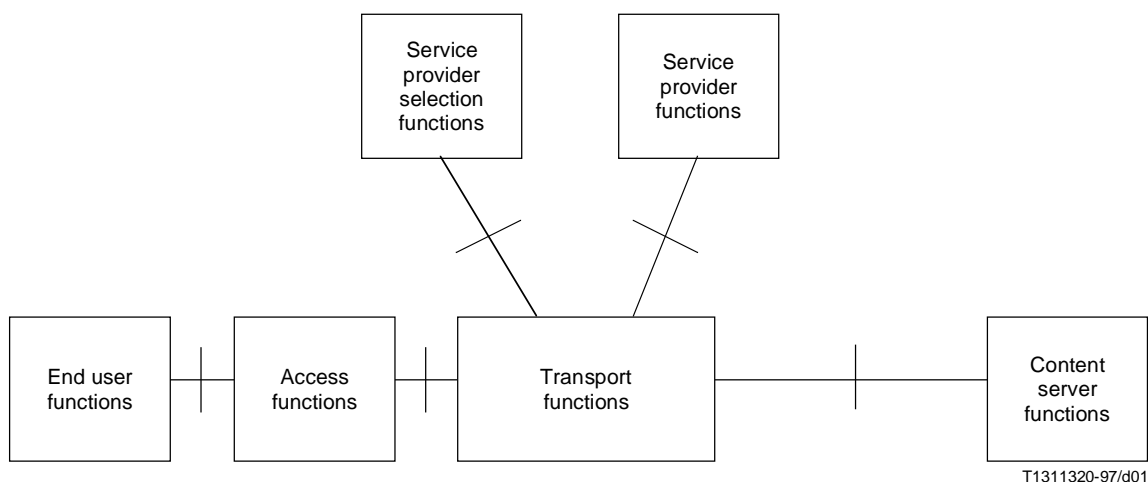 Service
provider
selection
functions
Service
provider
functions
End user
functions
Access
functions
Transport
functions
Content
server
functions
T1311320-97/d01